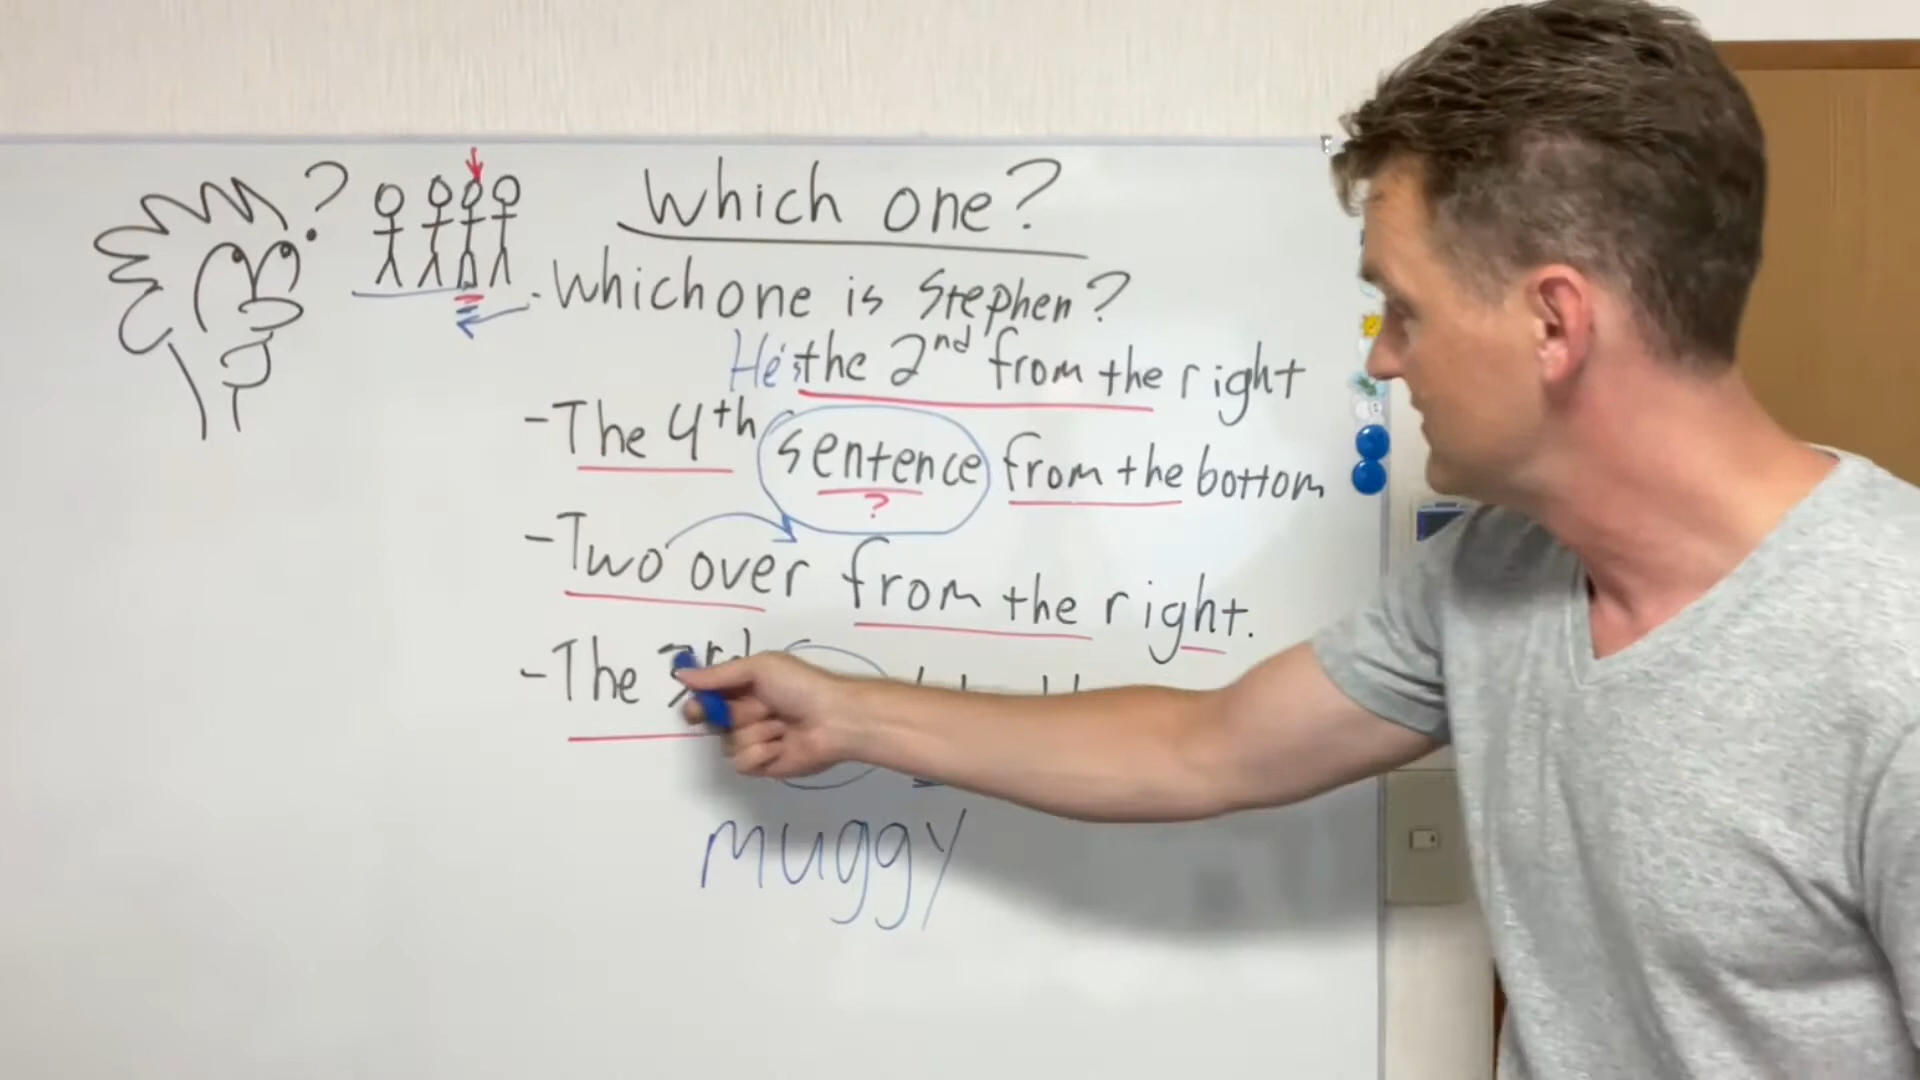 ?
Which one?
- Which one is Stephen?
He's the 2nd from the right
- The 4th sentence from the bottom
?
- Two over from the right.
- The 3rd
muggy